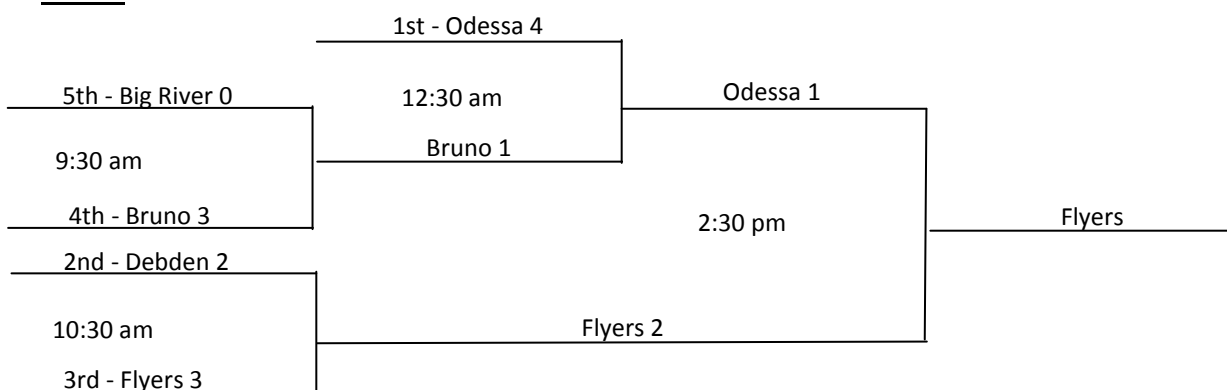 1st - Odessa 4
5th - Big River 0
12:30 am
Odessa 1
9:30 am
Bruno 1
4th - Bruno 3
2:30 pm
Flyers
2nd - Debden 2
10:30 am
Flyers 2
3rd - Flyers 3